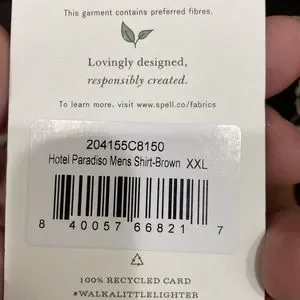 This garment contains preferred fibres.
Lovingly designed,
responsibly created.
To learn more. visit www.spell.co/fabrics
204155C8150
Hotel Paradiso Mens Shirt-Brown XXL
8 40057 66821 7
100% RECYCLED CARD
#WALKALITTLELIGHTER